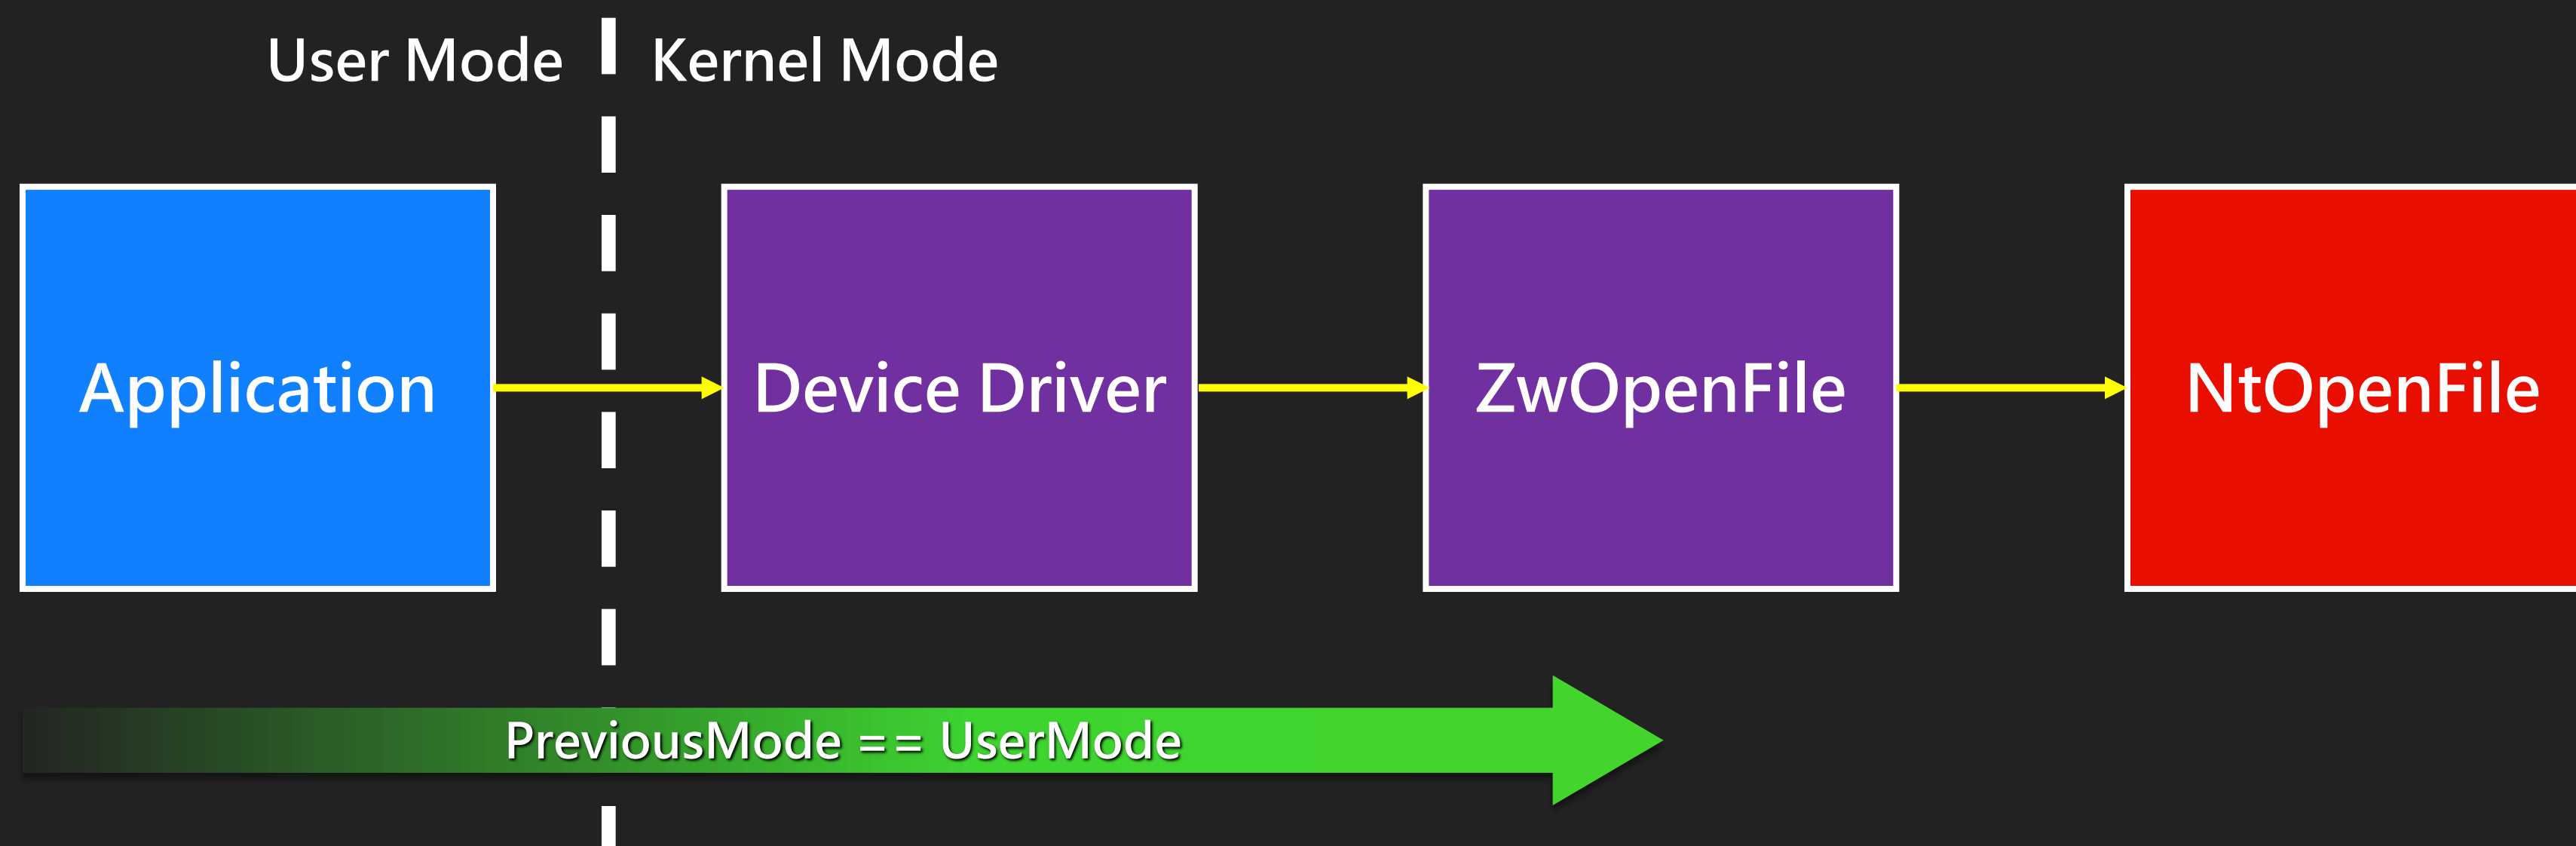 User Mode
Kernel Mode
Application
Device Driver
ZwOpenFile
NtOpenFile
PreviousMode == UserMode